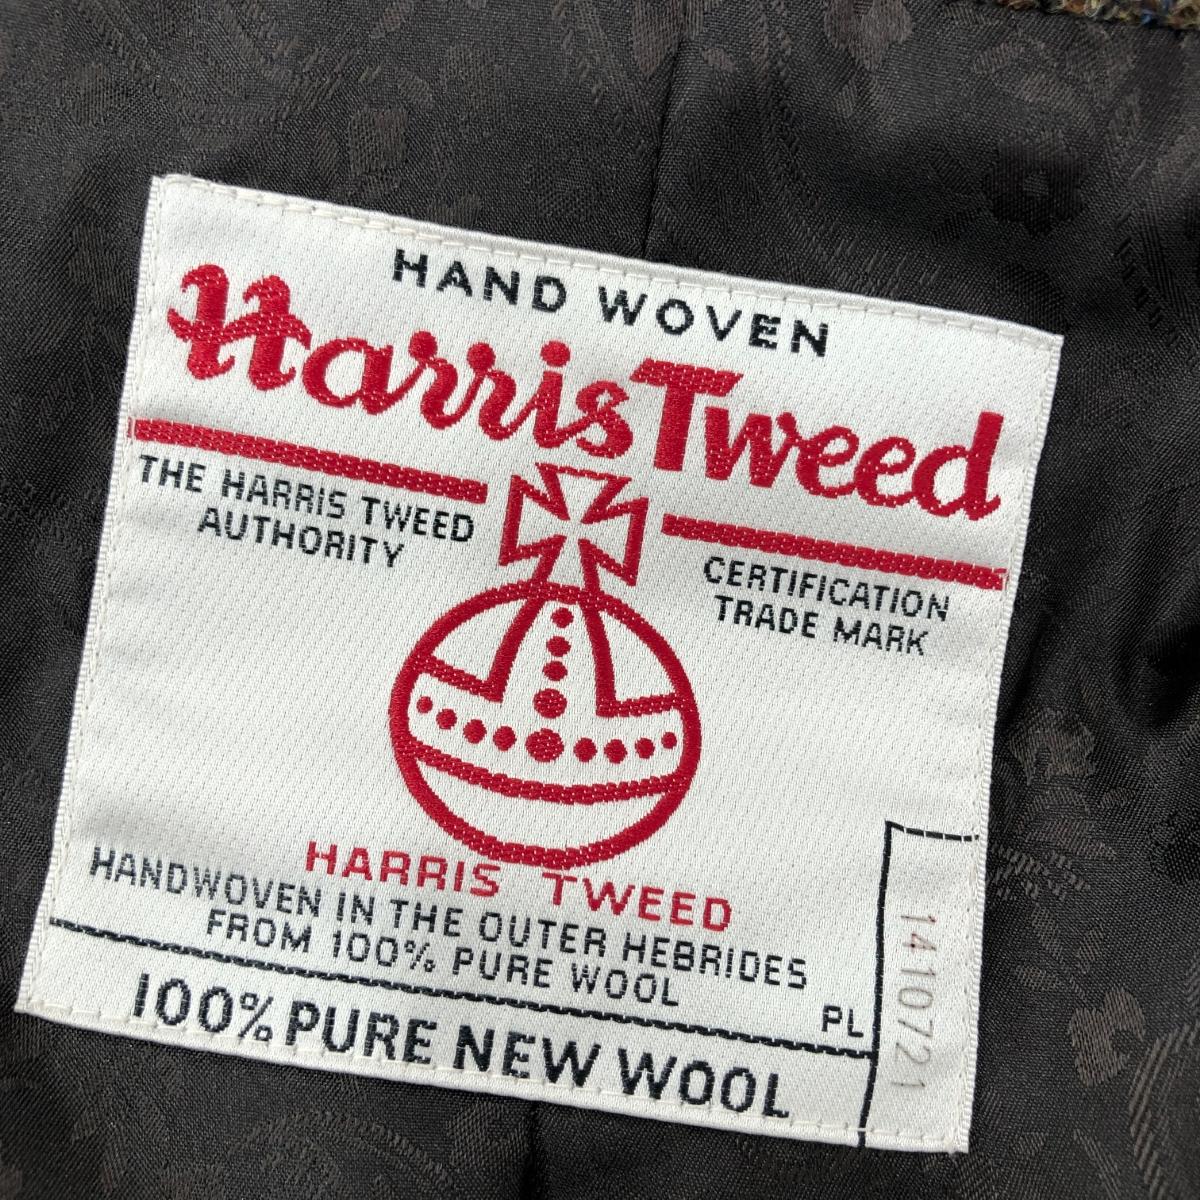 HAND WOVEN
Harris Tweed
THE HARRIS TWEED
AUTHORITY
CERTIFICATION
TRADE MARK
HARRIS TWEED
HANDWOVEN IN THE OUTER HEBRIDES
FROM 100% PURE WOOL
PL
100% PURE NEW WOOL
1410721